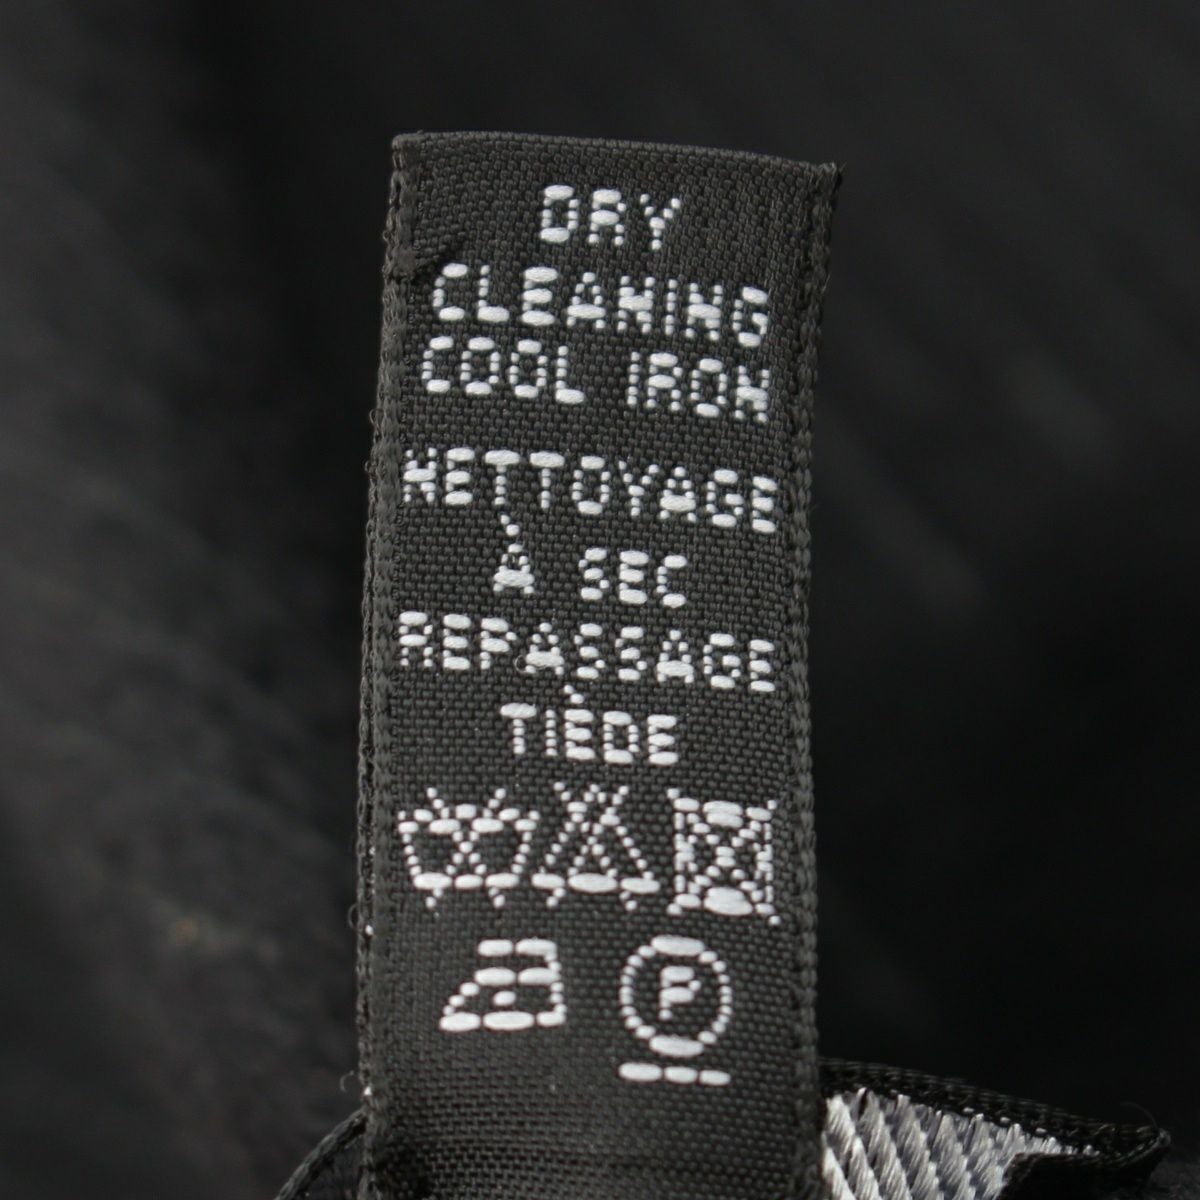 DRY
CLEANING
COOL IRON
NETTOYAGE
À SEC
REPASSAGE
TIÈDE
P